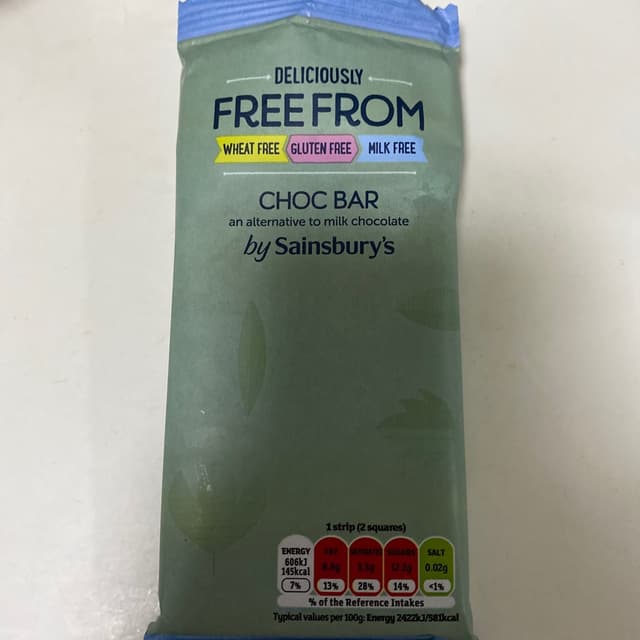 DELICIOUSLY
FREE FROM
WHEAT FREE GLUTEN FREE MILK FREE
CHOC BAR
an alternative to milk chocolate
by Sainsbury's
1 strip (2 squares)
ENERGY FAT SATURATES SUGARS SALT
606kJ
145kcal 12.2g 0.02g
7% 13% 28% 14% <1%
% of the Reference Intakes
Typical values per 100g: Energy 2422kJ/581kcal